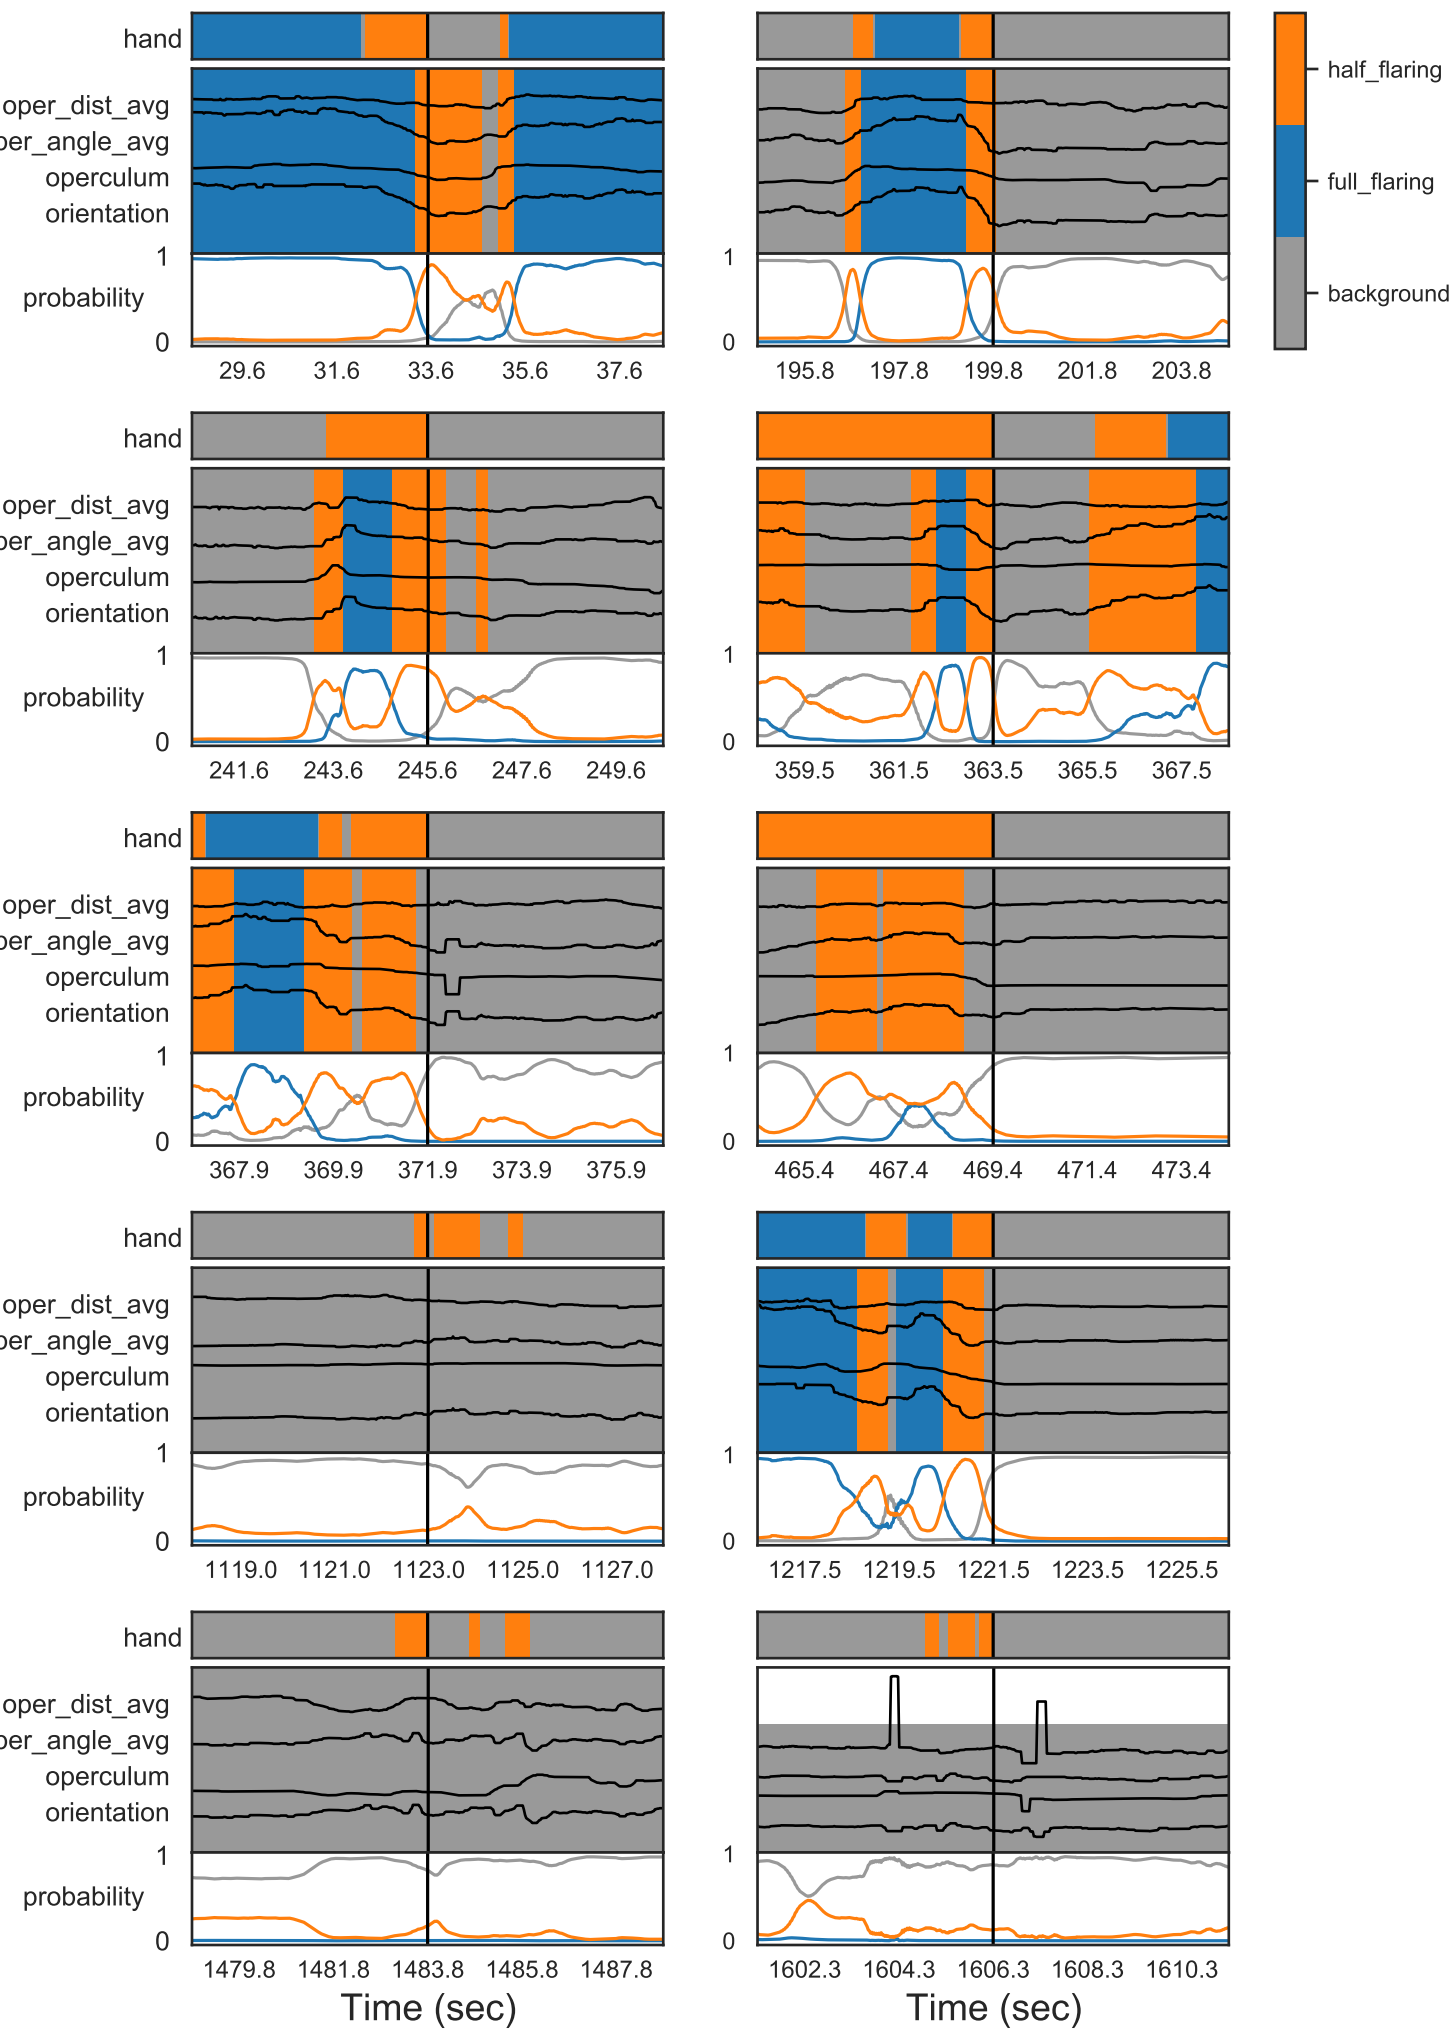 hand
oper_dist_avg
per_angle_avg
operculum
orientation
1
probability
0
29.6 31.6 33.6 35.6 37.6
1
0
195.8 197.8 199.8 201.8 203.8
half_flaring
full_flaring
background
hand
oper_dist_avg
per_angle_avg
operculum
orientation
1
probability
0
241.6 243.6 245.6 247.6 249.6
1
0
359.5 361.5 363.5 365.5 367.5
hand
oper_dist_avg
per_angle_avg
operculum
orientation
1
probability
0
367.9 369.9 371.9 373.9 375.9
1
0
465.4 467.4 469.4 471.4 473.4
hand
oper_dist_avg
per_angle_avg
operculum
orientation
1
probability
0
1119.0 1121.0 1123.0 1125.0 1127.0
1
0
1217.5 1219.5 1221.5 1223.5 1225.5
hand
oper_dist_avg
per_angle_avg
operculum
orientation
1
probability
0
1479.8 1481.8 1483.8 1485.8 1487.8
Time (sec)
1
0
1602.3 1604.3 1606.3 1608.3 1610.3
Time (sec)